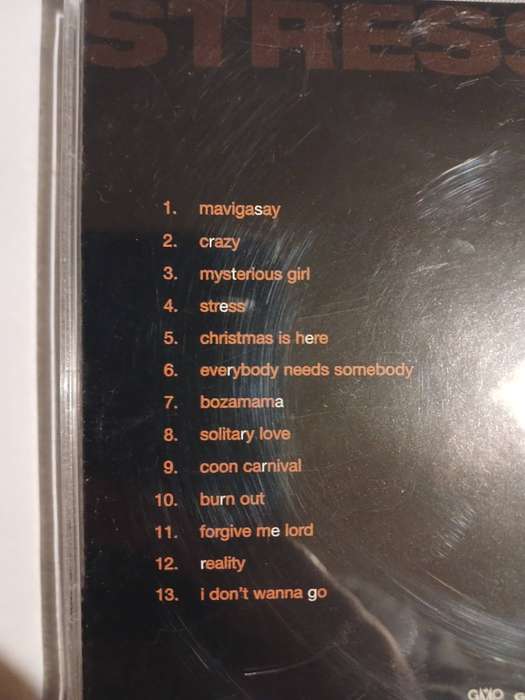 STRESS
1. mavigasay
2. crazy
3. mysterious girl
4. stress
5. christmas is here
6. everybody needs somebody
7. bozamama
8. solitary love
9. coon carnival
10. burn out
11. forgive me lord
12. reality
13. i don't wanna go
GMO